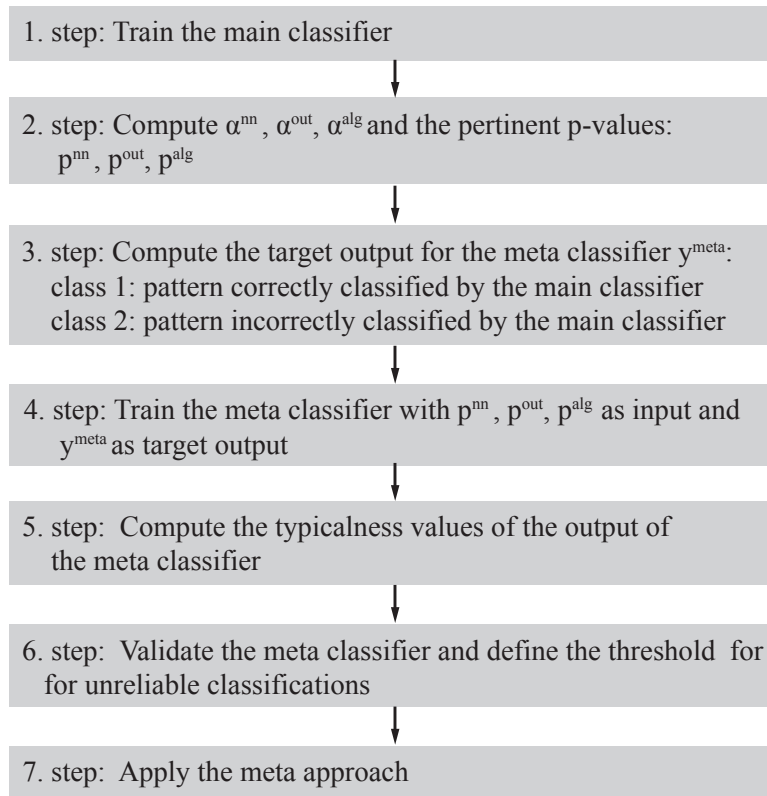 1. step: Train the main classifier
2. step: Compute αⁿⁿ, αᵒᵘᵗ, αᵃˡᵍ and the pertinent p-values:
pⁿⁿ, pᵒᵘᵗ, pᵃˡᵍ
3. step: Compute the target output for the meta classifier yᵐᵉᵗᵃ:
class 1: pattern correctly classified by the main classifier
class 2: pattern incorrectly classified by the main classifier
4. step: Train the meta classifier with pⁿⁿ, pᵒᵘᵗ, pᵃˡᵍ as input and
yᵐᵉᵗᵃ as target output
5. step: Compute the typicalness values of the output of
the meta classifier
6. step: Validate the meta classifier and define the threshold for
for unreliable classifications
7. step: Apply the meta approach